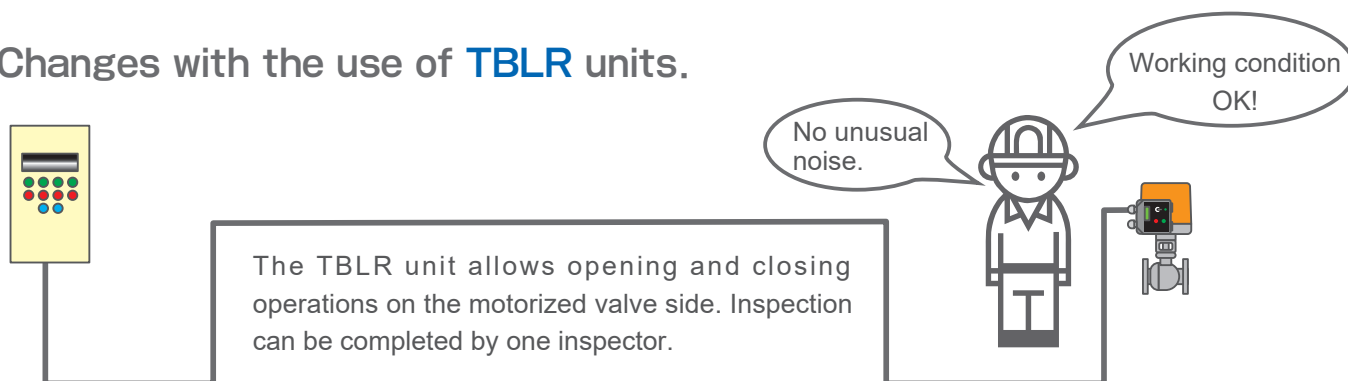 Changes with the use of TBLR units.
Working condition
OK!
No unusual
noise.
The TBLR unit allows opening and closing
operations on the motorized valve side. Inspection
can be completed by one inspector.